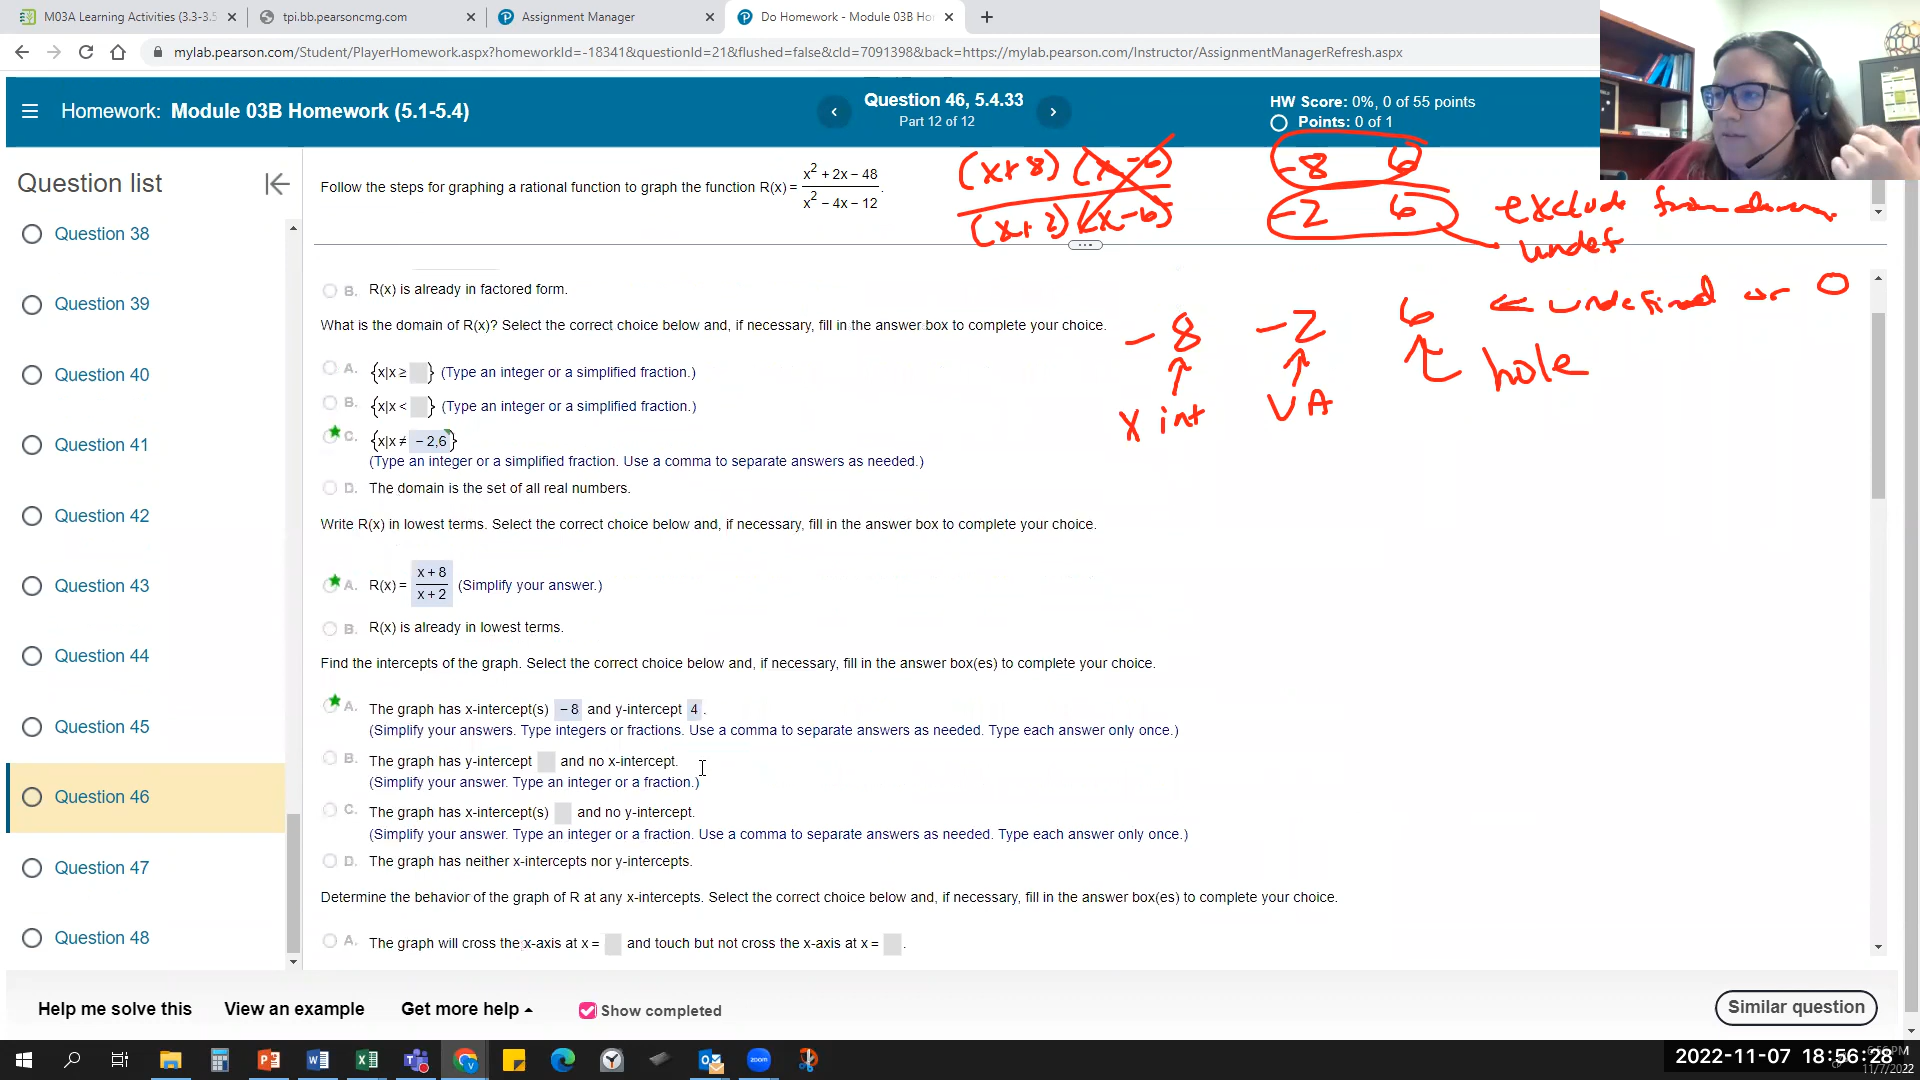 M03A Learning Activities (3.3-3.5
tpi.bb.pearsoncmg.com
Assignment Manager
Do Homework - Module 03B Ho
mylab.pearson.com/Student/PlayerHomework.aspx?homeworkId=-18341&questionId=21&flushed=false&cId=7091398&back=https://mylab.pearson.com/Instructor/AssignmentManagerRefresh.aspx
Homework: Module 03B Homework (5.1-5.4)
Question 46, 5.4.33
Part 12 of 12
HW Score: 0%, 0 of 55 points
Points: 0 of 1
Question list
Question 38
Question 39
Question 40
Question 41
Question 42
Question 43
Question 44
Question 45
Question 46
Question 47
Question 48
Follow the steps for graphing a rational function to graph the function R(x) = (x² + 2x − 48)/(x² − 4x − 12).
(x+8)(x-6)
(x+2)(x-6)
-8 6
-2 6
exclude from domain
undef
-8 -2 6 << undefined or 0
x int VA hole
B. R(x) is already in factored form.
What is the domain of R(x)? Select the correct choice below and, if necessary, fill in the answer box to complete your choice.
A. {x|x ≥ } (Type an integer or a simplified fraction.)
B. {x|x < } (Type an integer or a simplified fraction.)
C. {x|x ≠ − 2,6}
(Type an integer or a simplified fraction. Use a comma to separate answers as needed.)
D. The domain is the set of all real numbers.
Write R(x) in lowest terms. Select the correct choice below and, if necessary, fill in the answer box to complete your choice.
A. R(x) = (x + 8)/(x + 2) (Simplify your answer.)
B. R(x) is already in lowest terms.
Find the intercepts of the graph. Select the correct choice below and, if necessary, fill in the answer box(es) to complete your choice.
A. The graph has x-intercept(s) − 8 and y-intercept 4.
(Simplify your answers. Type integers or fractions. Use a comma to separate answers as needed. Type each answer only once.)
B. The graph has y-intercept and no x-intercept.
(Simplify your answer. Type an integer or a fraction.)
C. The graph has x-intercept(s) and no y-intercept.
(Simplify your answer. Type an integer or a fraction. Use a comma to separate answers as needed. Type each answer only once.)
D. The graph has neither x-intercepts nor y-intercepts.
Determine the behavior of the graph of R at any x-intercepts. Select the correct choice below and, if necessary, fill in the answer box(es) to complete your choice.
A. The graph will cross the x-axis at x = and touch but not cross the x-axis at x = .
Help me solve this
View an example
Get more help
Show completed
Similar question
2022-11-07 18:56:28
11/7/2022